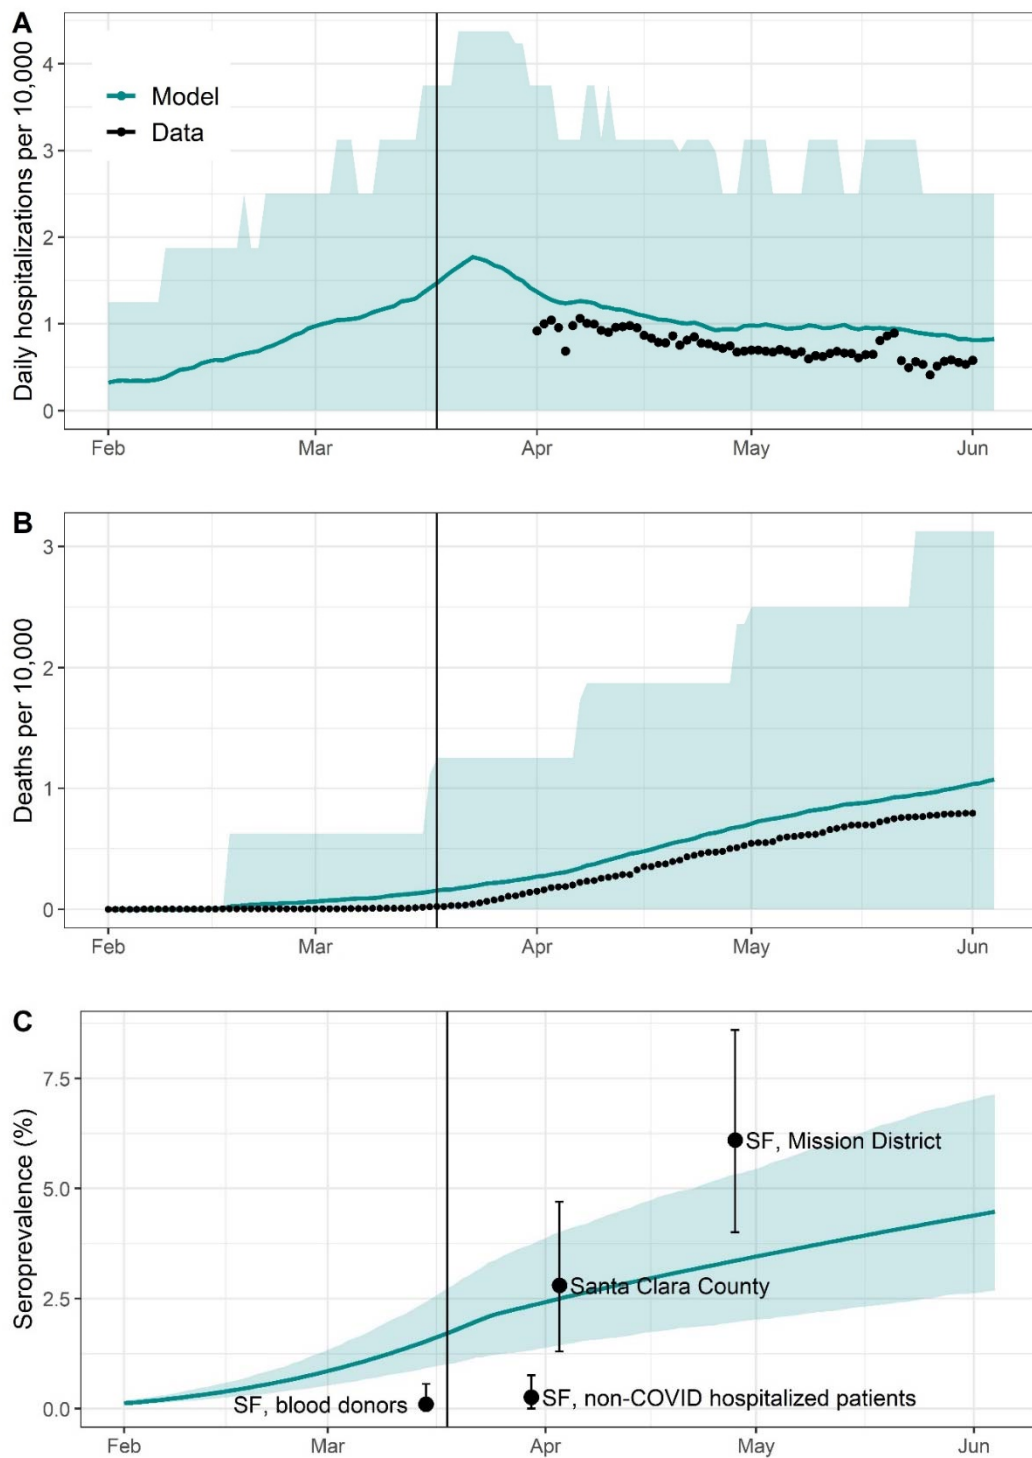 A
Daily hospitalizations per 10,000
4
3
2
1
0
Model
Data
Feb Mar Apr May Jun
B
Deaths per 10,000
3
2
1
0
Feb Mar Apr May Jun
C
Seroprevalence (%)
7.5
5.0
2.5
0.0
SF, Mission District
Santa Clara County
SF, blood donors
SF, non-COVID hospitalized patients
Feb Mar Apr May Jun